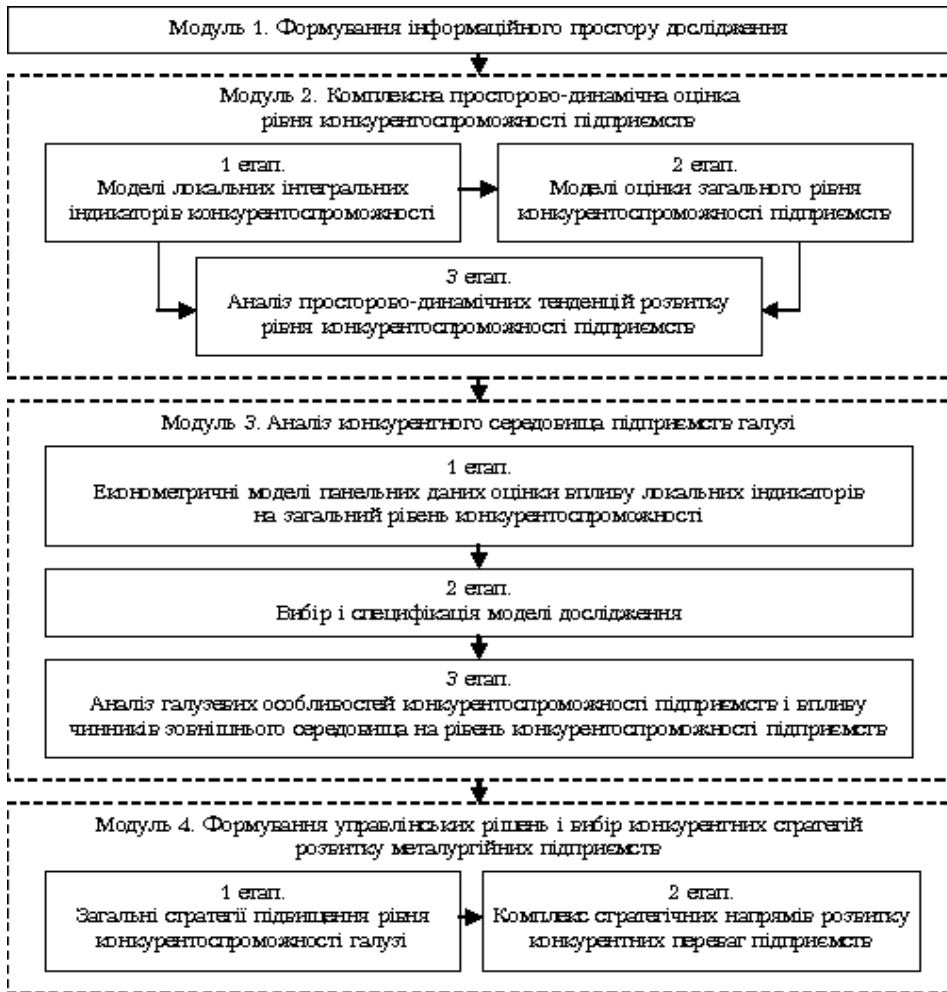 Модуль 1. Формування інформаційного простору дослідження
Модуль 2. Комплексна просторово-динамічна оцінка
рівня конкурентоспроможності підприємств
1 етап.
Моделі локальних інтегральних
індикаторів конкурентоспроможності
2 етап.
Моделі оцінки загального рівня
конкурентоспроможності підприємств
3 етап.
Аналіз просторово-динамічних тенденцій розвитку
рівня конкурентоспроможності підприємств
Модуль 3. Аналіз конкурентного середовища підприємств галузі
1 етап.
Економетричні моделі панельних даних оцінки впливу локальних індикаторів
на загальний рівень конкурентоспроможності
2 етап.
Вибір і специфікація моделі дослідження
3 етап.
Аналіз галузевих особливостей конкурентоспроможності підприємств і впливу
чинників зовнішнього середовища на рівень конкурентоспроможності підприємств
Модуль 4. Формування управлінських рішень і вибір конкурентних стратегій
розвитку металургійних підприємств
1 етап.
Загальні стратегії підвищення рівня
конкурентоспроможності галузі
2 етап.
Комплекс стратегічних напрямів розвитку
конкурентних переваг підприємств